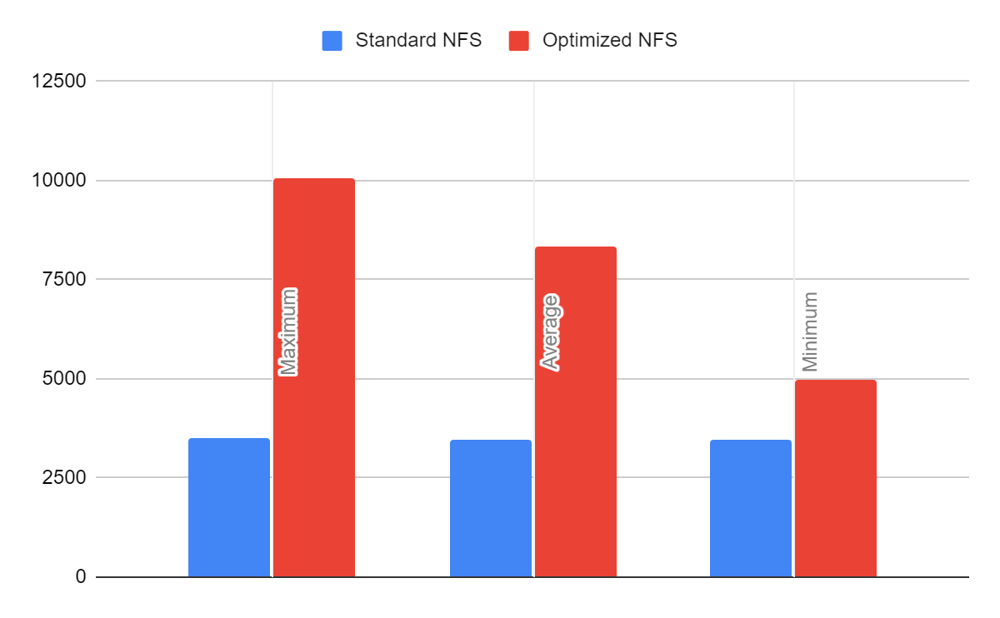 Standard NFS
Optimized NFS
12500
10000
7500
5000
2500
0
Maximum
Average
Minimum